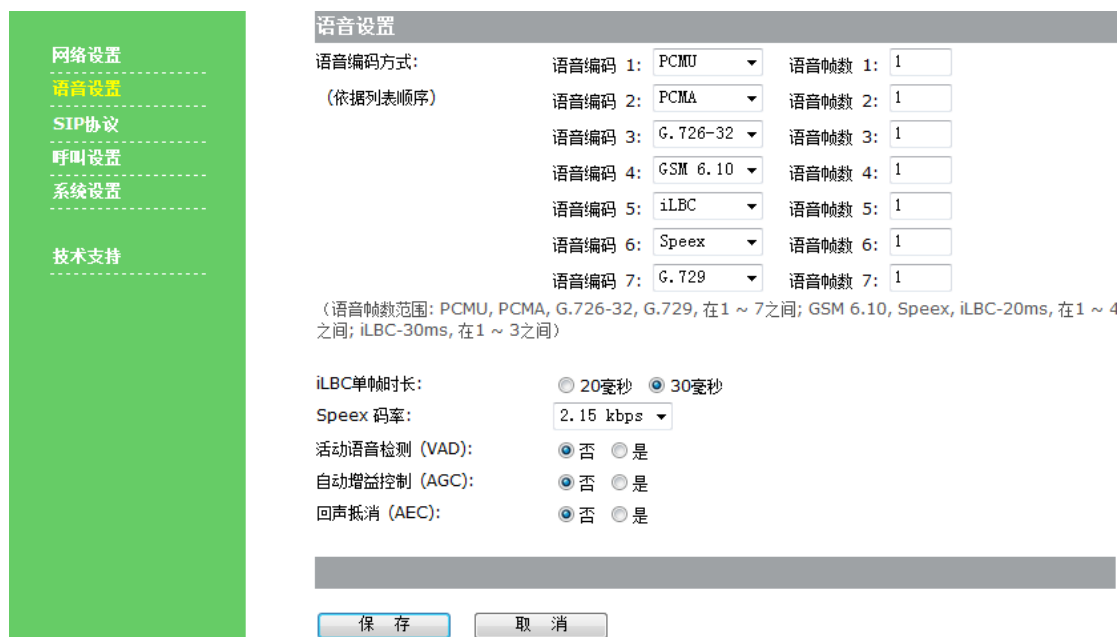 网络设置
语音设置
SIP协议
呼叫设置
系统设置
技术支持
语音设置
语音编码方式: 语音编码 1: PCMU 语音帧数 1: 1
(依据列表顺序) 语音编码 2: PCMA 语音帧数 2: 1
语音编码 3: G.726-32 语音帧数 3: 1
语音编码 4: GSM 6.10 语音帧数 4: 1
语音编码 5: iLBC 语音帧数 5: 1
语音编码 6: Speex 语音帧数 6: 1
语音编码 7: G.729 语音帧数 7: 1
(语音帧数范围: PCMU, PCMA, G.726-32, G.729, 在1 ~ 7之间; GSM 6.10, Speex, iLBC-20ms, 在1 ~ 4
之间; iLBC-30ms, 在1 ~ 3之间)
iLBC单帧时长: 20毫秒 30毫秒
Speex 码率: 2.15 kbps
活动语音检测 (VAD): 否 是
自动增益控制 (AGC): 否 是
回声抵消 (AEC): 否 是
保 存 取 消